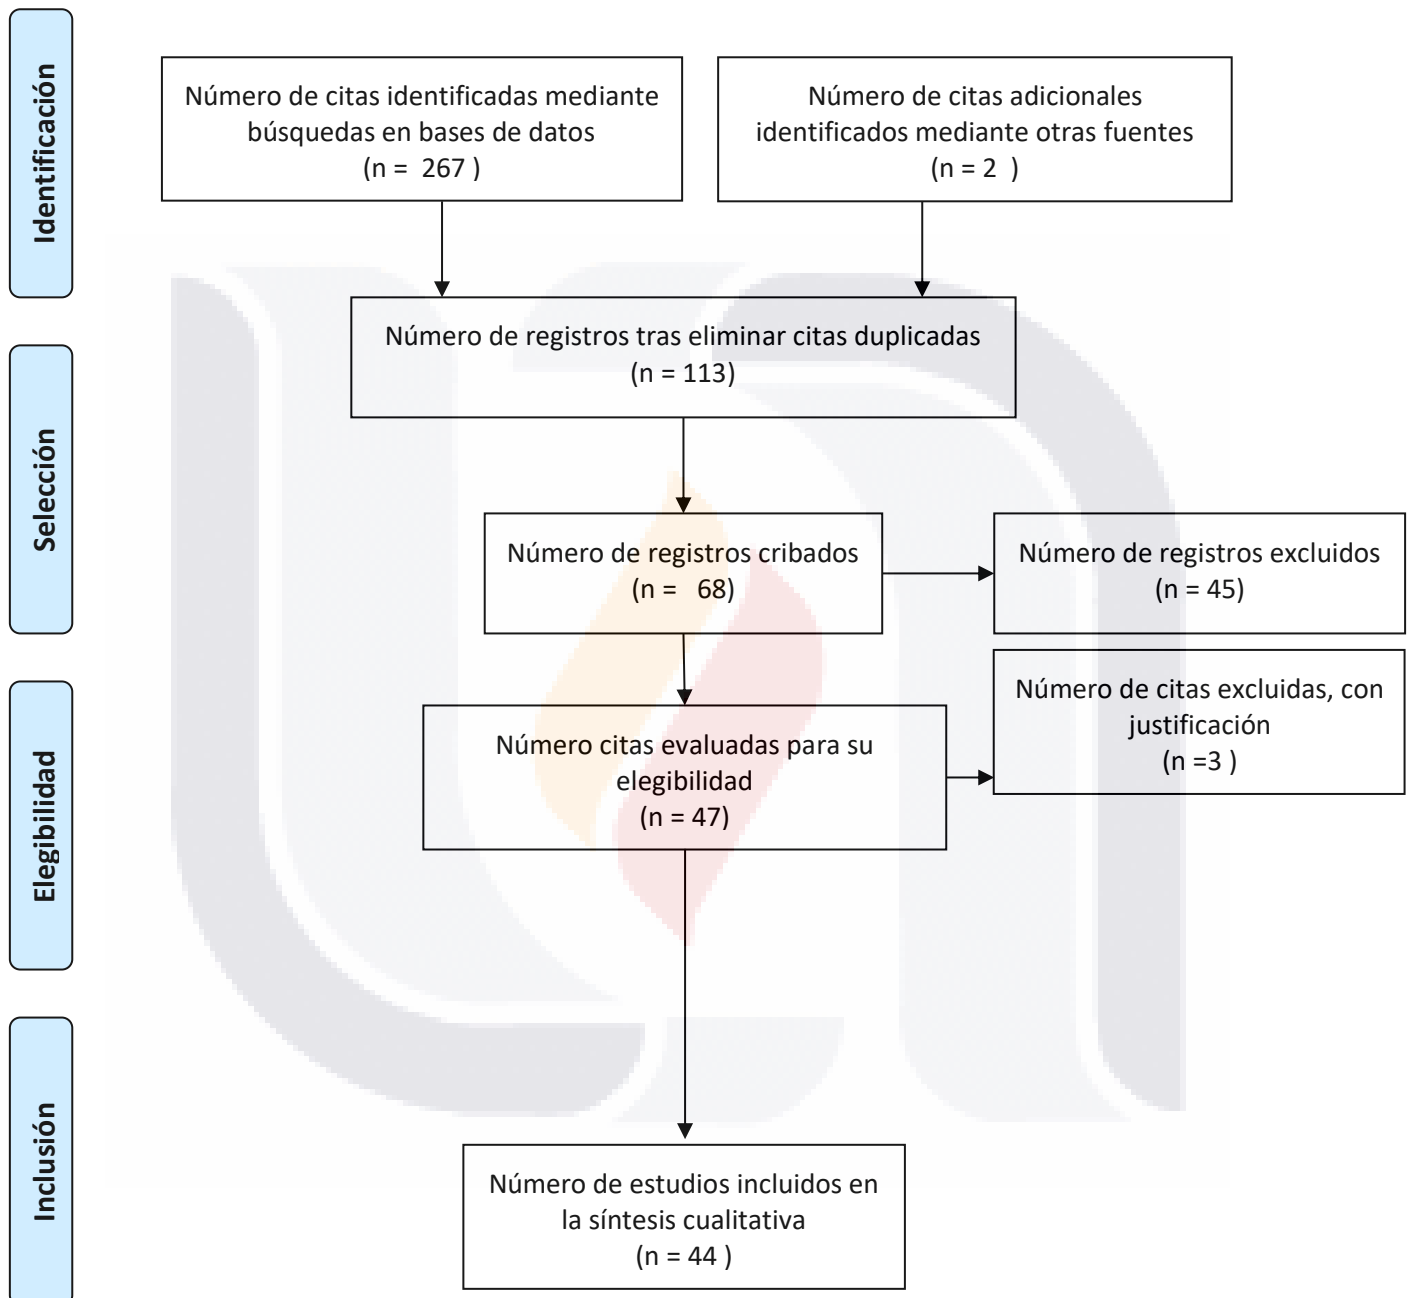 Identificación
Número de citas identificadas mediante
búsquedas en bases de datos
(n = 267 )
Número de citas adicionales
identificados mediante otras fuentes
(n = 2 )
Número de registros tras eliminar citas duplicadas
(n = 113)
Selección
Número de registros cribados
(n = 68)
Número de registros excluidos
(n = 45)
Elegibilidad
Número citas evaluadas para su
elegibilidad
(n = 47)
Número de citas excluidas, con
justificación
(n =3 )
Inclusión
Número de estudios incluidos en
la síntesis cualitativa
(n = 44 )